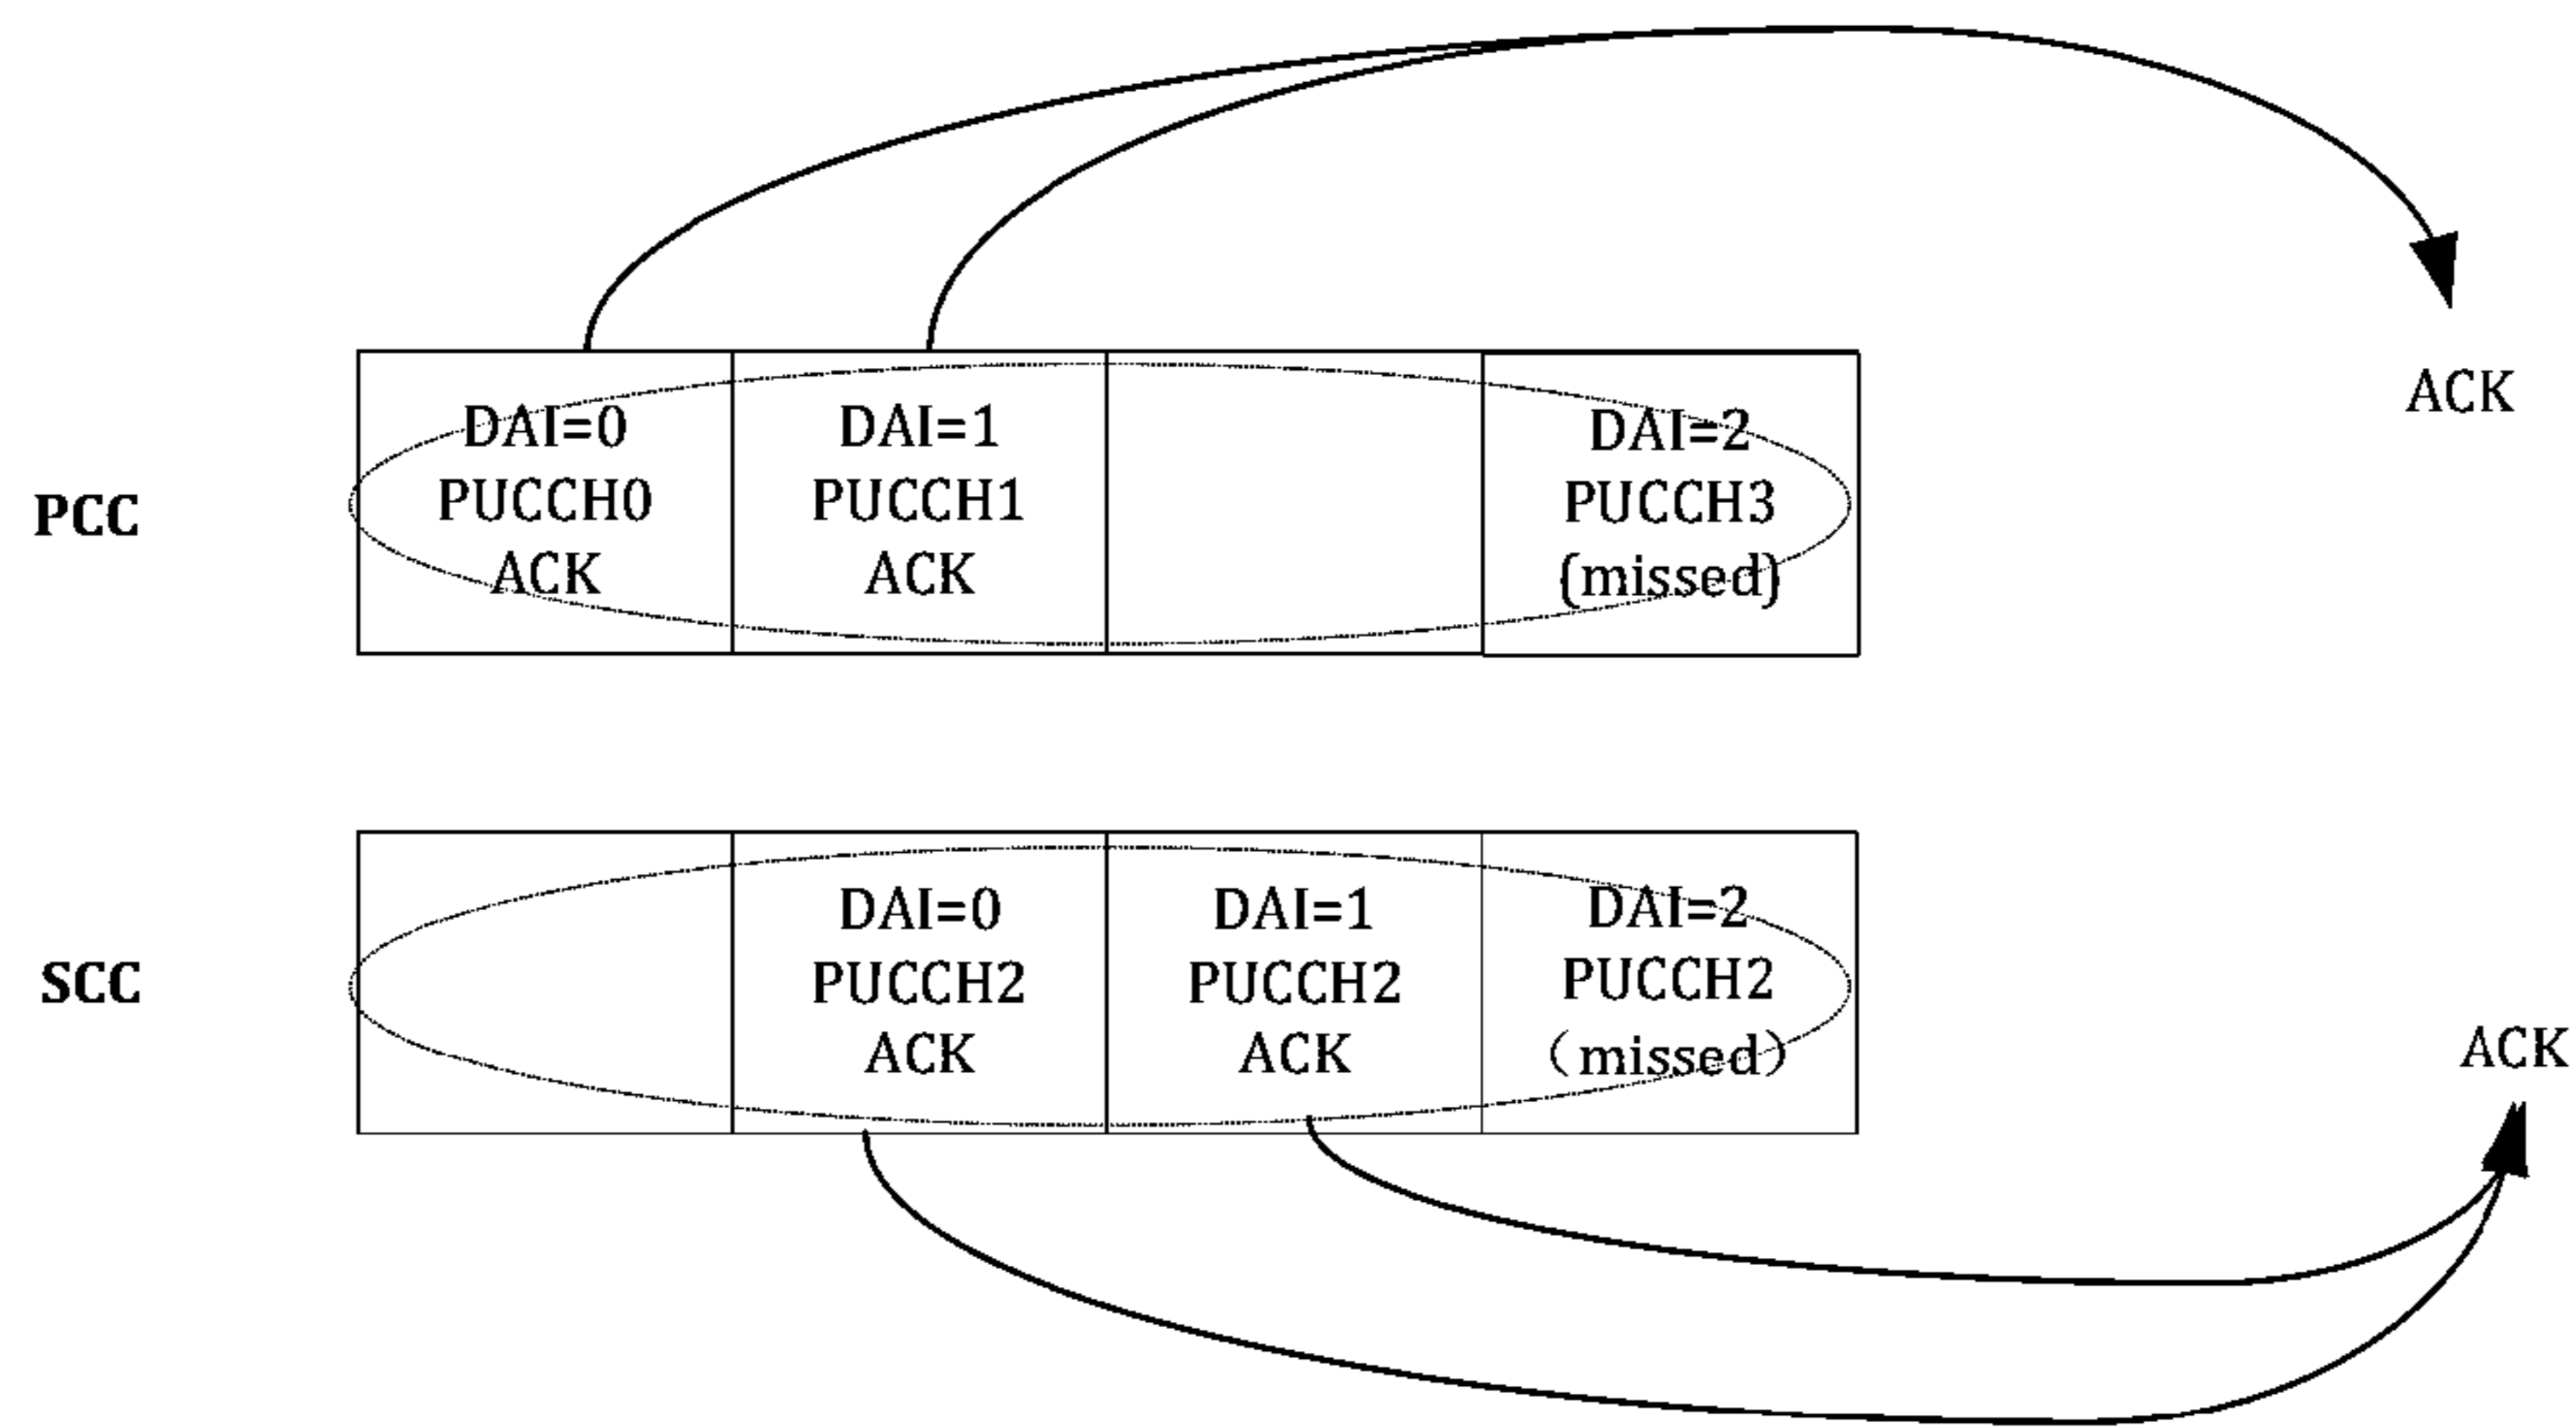 ACK
PCC
DAI=0
PUCCH0
ACK
DAI=1
PUCCH1
ACK
DAI=2
PUCCH3
(missed)
SCC
DAI=0
PUCCH2
ACK
DAI=1
PUCCH2
ACK
DAI=2
PUCCH2
（missed）
ACK